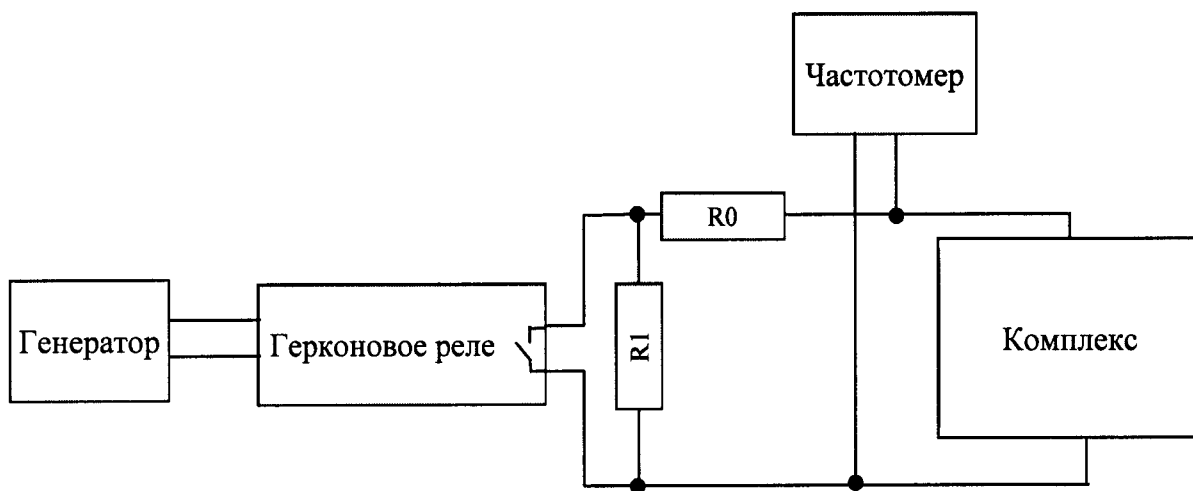 Частотомер
R0
Генератор
Герконовое реле
R1
Комплекс